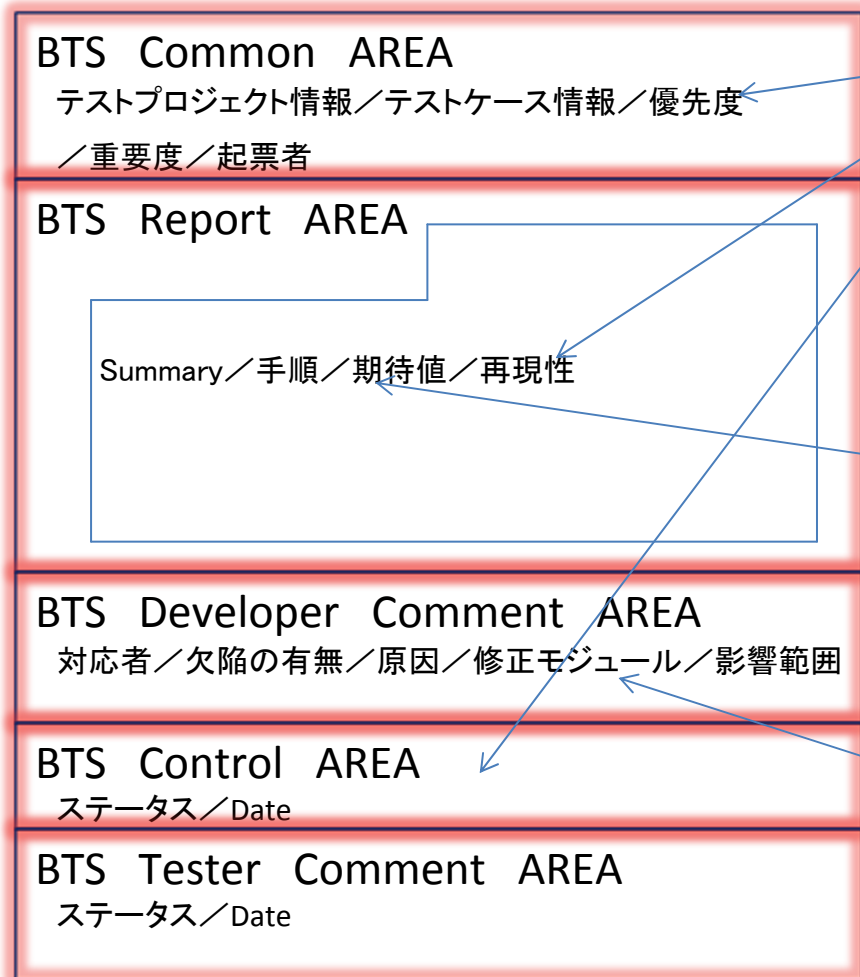 BTS Common AREA
テストプロジェクト情報／テストケース情報／優先度
／重要度／起票者
BTS Report AREA
Summary／手順／期待値／再現性
BTS Developer Comment AREA
対応者／欠陥の有無／原因／修正モジュール／影響範囲
BTS Control AREA
ステータス／Date
BTS Tester Comment AREA
ステータス／Date